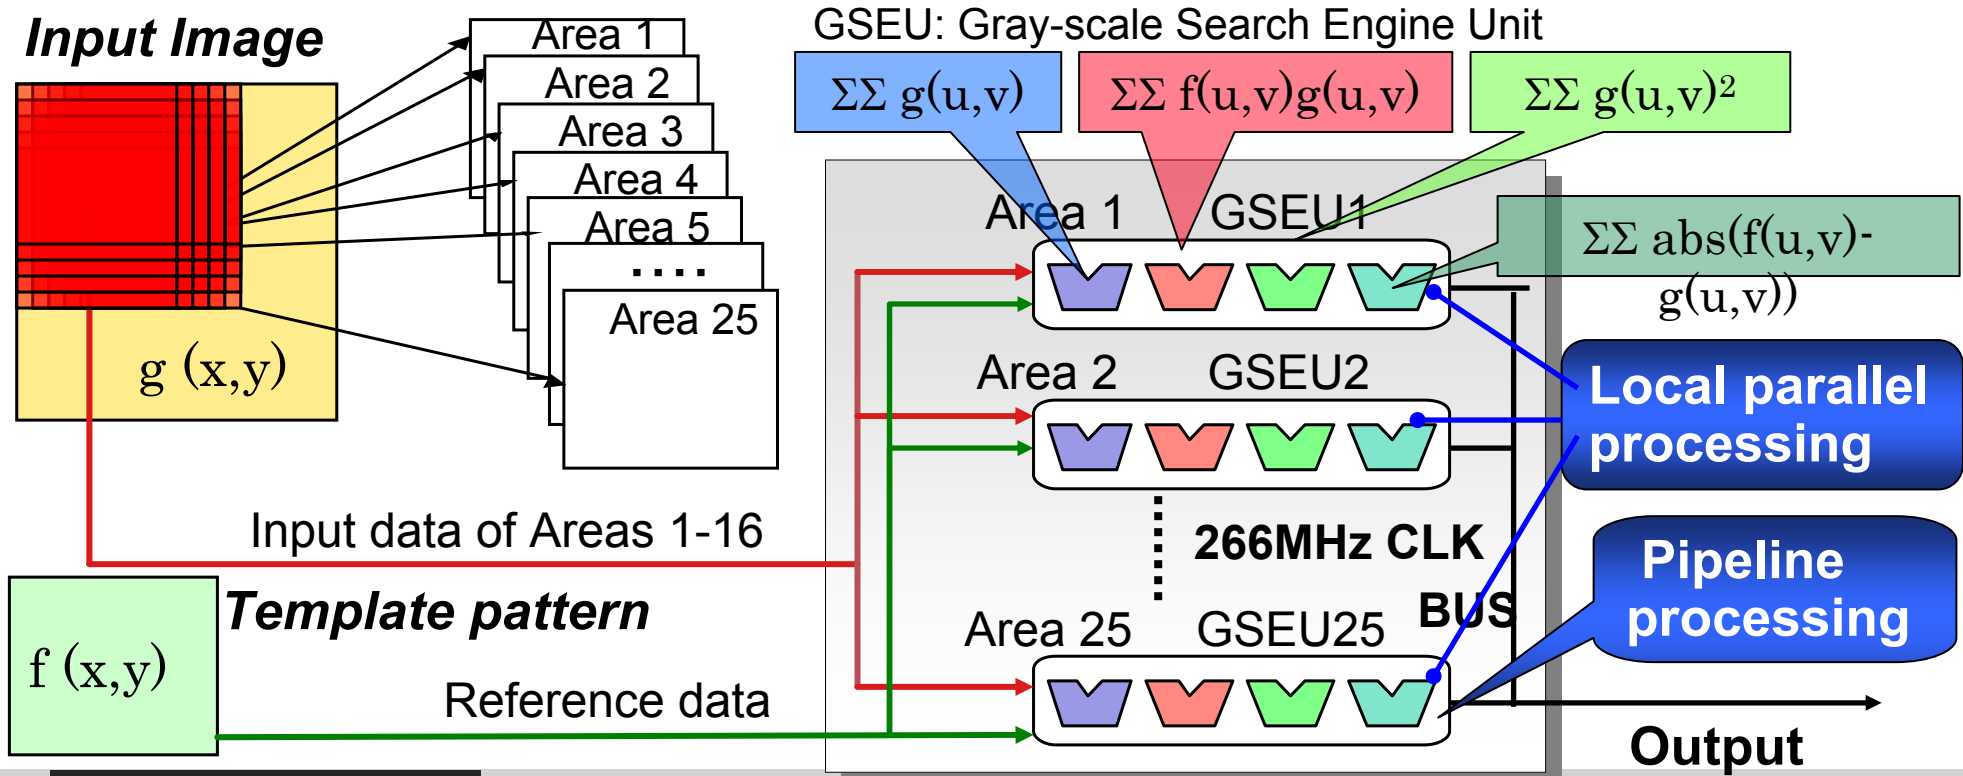 Input Image
GSEU: Gray-scale Search Engine Unit
Area 1
Area 2
Area 3
Area 4
Area 5
....
Area 25
g (x,y)
ΣΣ g(u,v)
ΣΣ f(u,v)g(u,v)
ΣΣ g(u,v)²
ΣΣ abs(f(u,v)-
g(u,v))
Area 1 GSEU1
Area 2 GSEU2
Local parallel
processing
266MHz CLK
BUS
Pipeline
processing
Area 25 GSEU25
Input data of Areas 1-16
Template pattern
f (x,y)
Reference data
Output